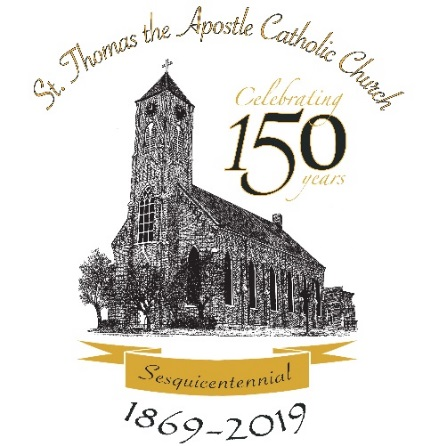 St. Thomas the Apostle Catholic Church
Celebrating
150
years
Sesquicentennial
1869-2019